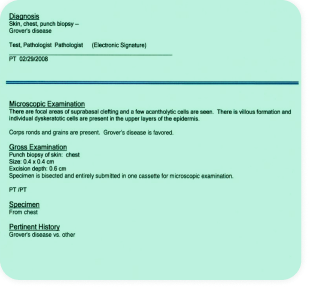 Diagnosis
Skin, chest, punch biopsy --
Grover's disease
Test, Pathologist Pathologist (Electronic Signature)
PT 02/29/2008
Microscopic Examination
There are focal areas of suprabasal clefting and a few acantholytic cells are seen. There is villous formation and
individual dyskeratotic cells are present in the upper layers of the epidermis.
Corps ronds and grains are present. Grover's disease is favored.
Gross Examination
Punch biopsy of skin: chest
Size: 0.4 x 0.4 cm
Excision depth: 0.6 cm
Specimen is bisected and entirely submitted in one cassette for microscopic examination.
PT /PT
Specimen
From chest
Pertinent History
Grover's disease vs. other